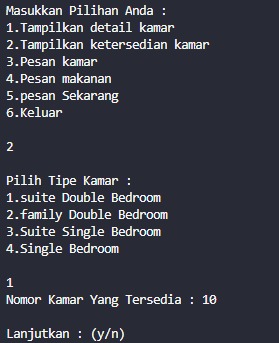 Masukkan Pilihan Anda :
1.Tampilkan detail kamar
2.Tampilkan ketersedian kamar
3.Pesan kamar
4.Pesan makanan
5.pesan Sekarang
6.Keluar
2
Pilih Tipe Kamar :
1.suite Double Bedroom
2.family Double Bedroom
3.Suite Single Bedroom
4.Single Bedroom
1
Nomor Kamar Yang Tersedia : 10
Lanjutkan : (y/n)